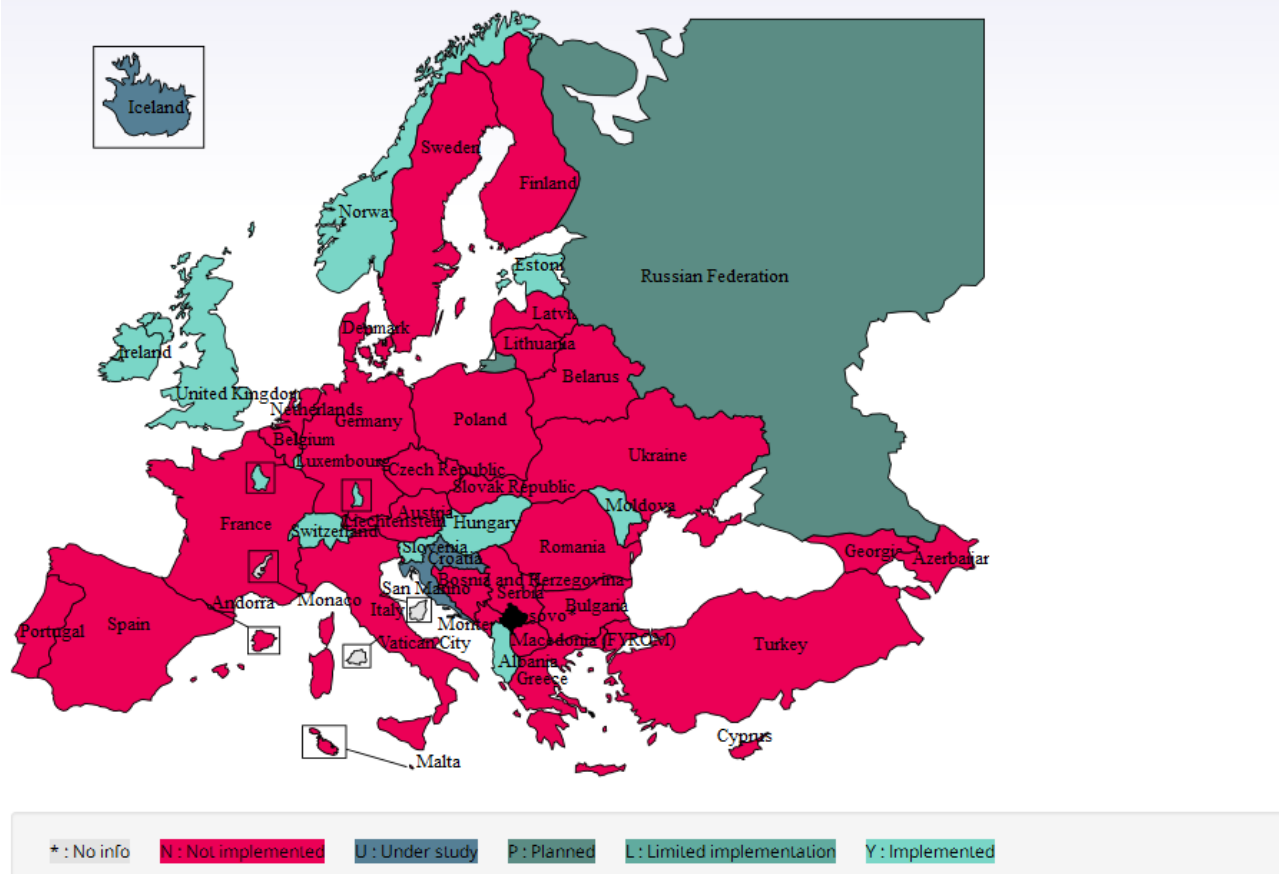 Iceland
Sweden
Finland
Norway
Russian Federation
Estoni
Latvi
Denmark
Lithuania
Ireland
Belarus
United Kingdom
Netherlands
Germany
Poland
Belgium
Ukraine
Luxembourg
Czech Republic
Slovak Republic
Moldova
Austria
Liechtenstein
France
Hungary
Switzerland
Slovenia
Romania
Georgia
Azerbaijan
Croatia
Bosnia and Herzegovina
San Marino
Serbia
Andorra
Monaco
Italy
Bulgaria
Kosovo*
Monte
Portugal
Spain
Vatican City
Macedonia (FYROM)
Turkey
Albania
Greece
Cyprus
Malta
* : No info N : Not implemented U : Under study P : Planned L : Limited implementation Y : Implemented